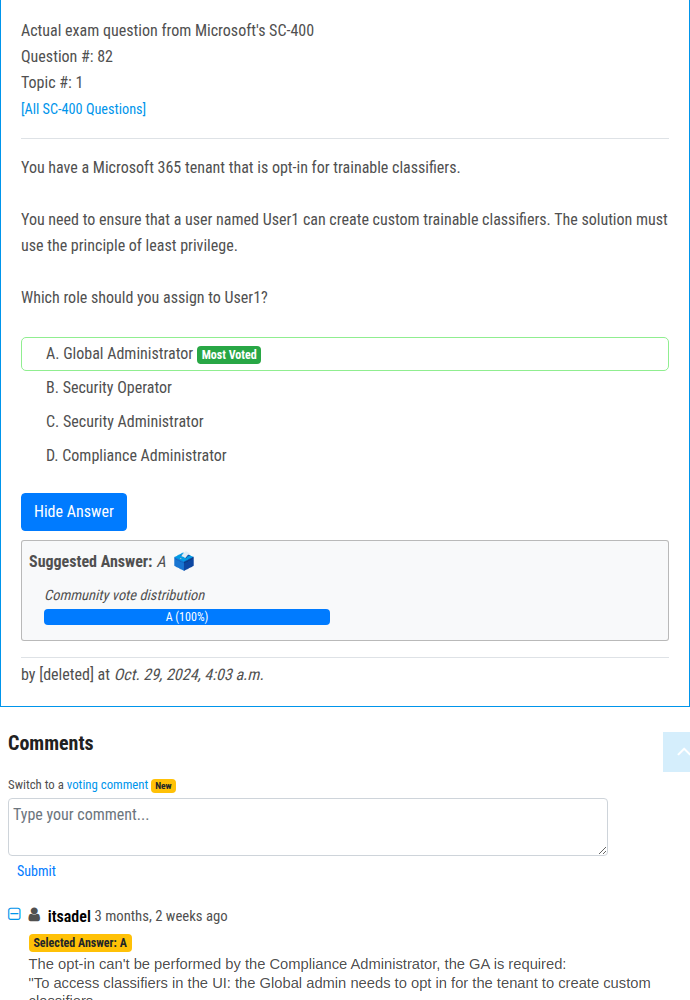 Actual exam question from Microsoft's SC-400
Question #: 82
Topic #: 1
[All SC-400 Questions]
You have a Microsoft 365 tenant that is opt-in for trainable classifiers.
You need to ensure that a user named User1 can create custom trainable classifiers. The solution must
use the principle of least privilege.
Which role should you assign to User1?
A. Global Administrator Most Voted
B. Security Operator
C. Security Administrator
D. Compliance Administrator
Hide Answer
Suggested Answer: A
Community vote distribution
A (100%)
by [deleted] at Oct. 29, 2024, 4:03 a.m.
Comments
Switch to a voting comment New
Type your comment...
Submit
itsadel 3 months, 2 weeks ago
Selected Answer: A
The opt-in can't be performed by the Compliance Administrator, the GA is required:
"To access classifiers in the UI: the Global admin needs to opt in for the tenant to create custom